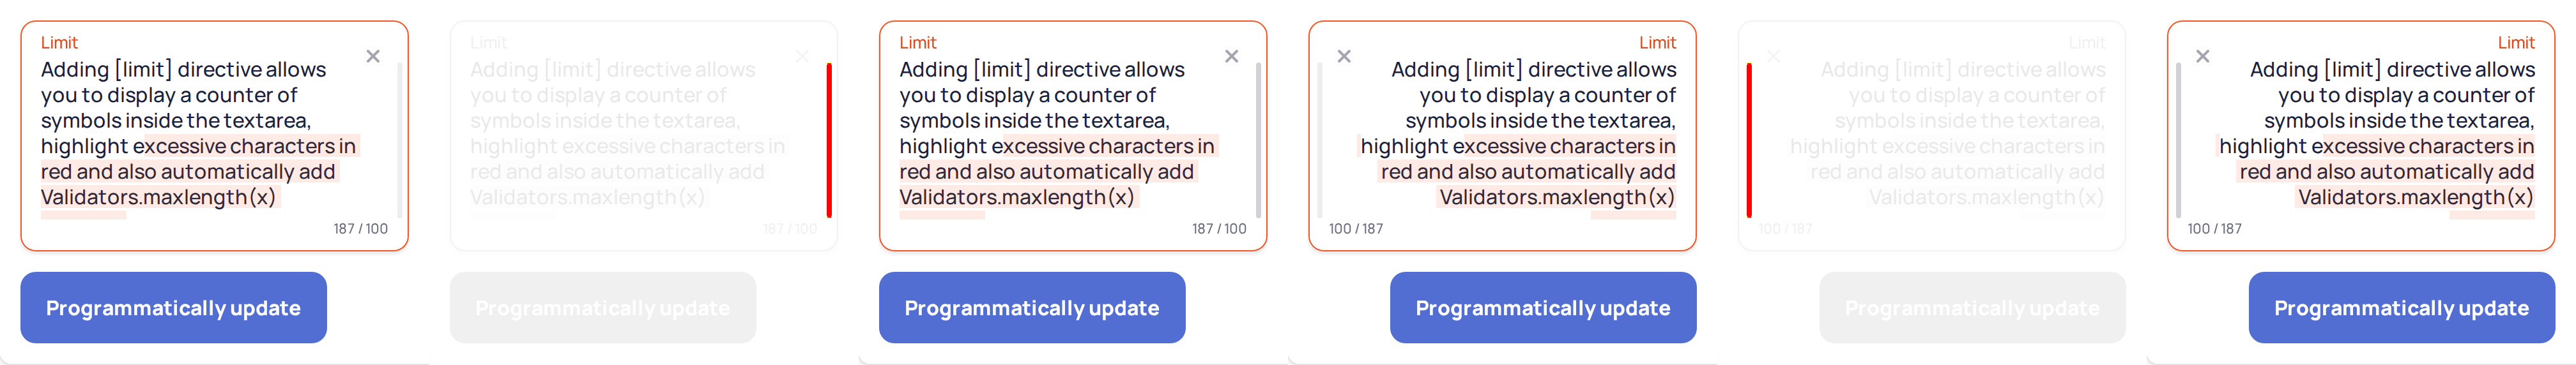 Limit
Adding [limit] directive allows
you to display a counter of
symbols inside the textarea,
highlight excessive characters in
red and also automatically add
Validators.maxlength(x)
187 / 100
Programmatically update
Limit
Adding [limit] directive allows
you to display a counter of
symbols inside the textarea,
highlight excessive characters in
red and also automatically add
Validators.maxlength(x)
187 / 100
Programmatically update
Limit
Adding [limit] directive allows
you to display a counter of
symbols inside the textarea,
highlight excessive characters in
red and also automatically add
Validators.maxlength(x)
187 / 100
Programmatically update
Limit
Adding [limit] directive allows
you to display a counter of
symbols inside the textarea,
highlight excessive characters in
red and also automatically add
Validators.maxlength(x)
100 / 187
Programmatically update
Limit
Adding [limit] directive allows
you to display a counter of
symbols inside the textarea,
highlight excessive characters in
red and also automatically add
Validators.maxlength(x)
100 / 187
Programmatically update
Limit
Adding [limit] directive allows
you to display a counter of
symbols inside the textarea,
highlight excessive characters in
red and also automatically add
Validators.maxlength(x)
100 / 187
Programmatically update